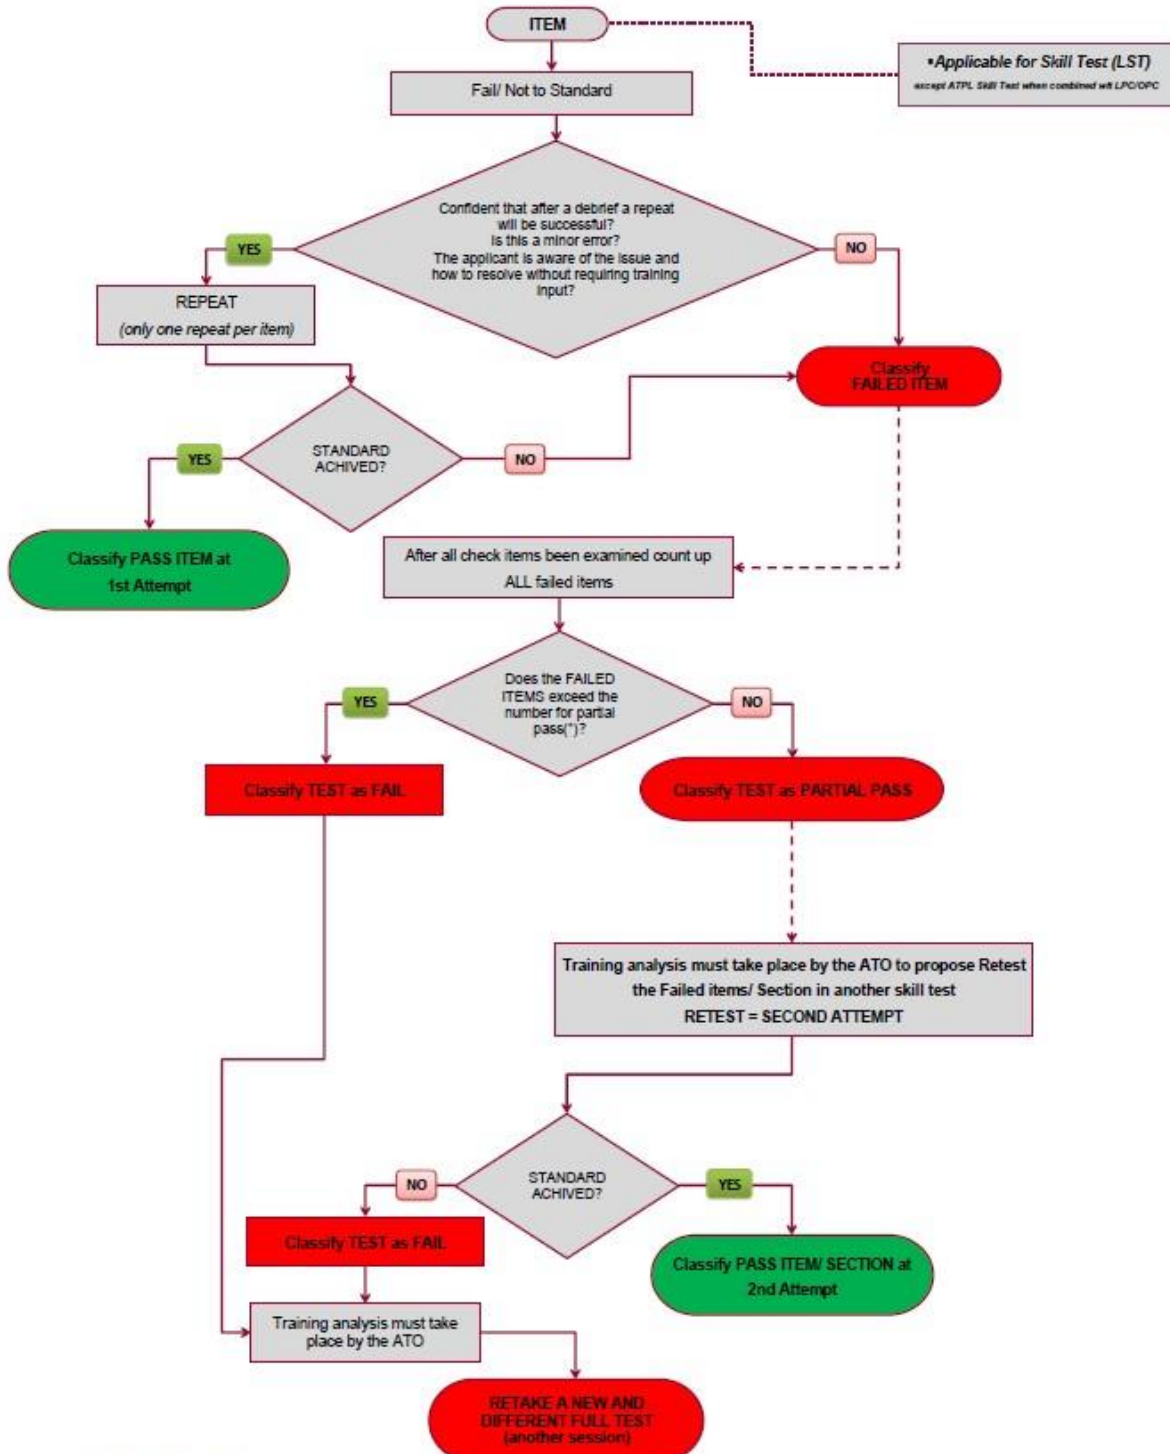 ITEM
▪Applicable for Skill Test (LST)
except ATPL Skill Test when combined wit LPC/OPC
Fail/ Not to Standard
Confident that after a debrief a repeat
will be successful?
Is this a minor error?
The applicant is aware of the issue and
how to resolve without requiring training
input?
YES
NO
REPEAT
(only one repeat per item)
Classify
FAILED ITEM
STANDARD
ACHIVED?
YES
NO
Classify PASS ITEM at
1st Attempt
After all check items been examined count up
ALL failed items
Does the FAILED
ITEMS exceed the
number for partial
pass(*)?
YES
NO
Classify TEST as FAIL
Classify TEST as PARTIAL PASS
Training analysis must take place by the ATO to propose Retest
the Failed items/ Section in another skill test
RETEST = SECOND ATTEMPT
STANDARD
ACHIVED?
NO
YES
Classify TEST as FAIL
Classify PASS ITEM/ SECTION at
2nd Attempt
Training analysis must take
place by the ATO
RETAKE A NEW AND
DIFFERENT FULL TEST
(another session)